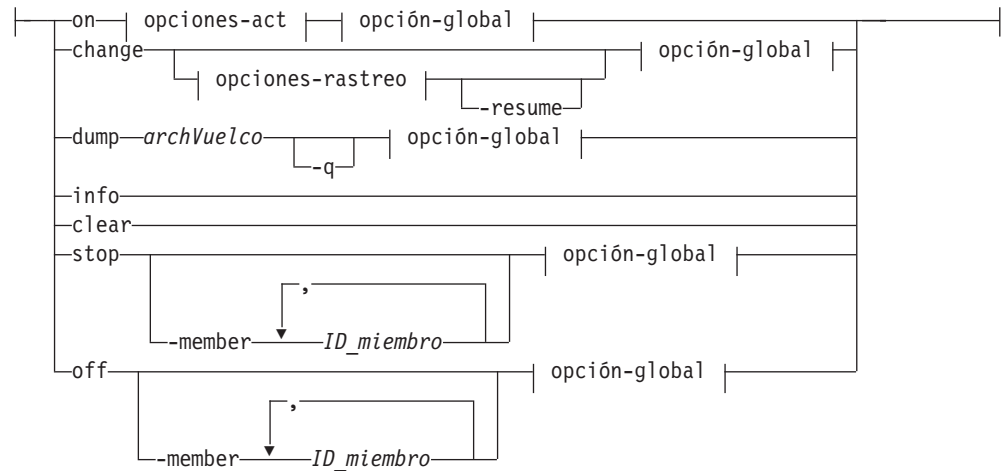 on opciones-act opción-global
change opción-global
opciones-rastreo
-resume
dump archVuelco opción-global
-q
info
clear
stop opción-global
,
-member ID_miembro
off opción-global
,
-member ID_miembro